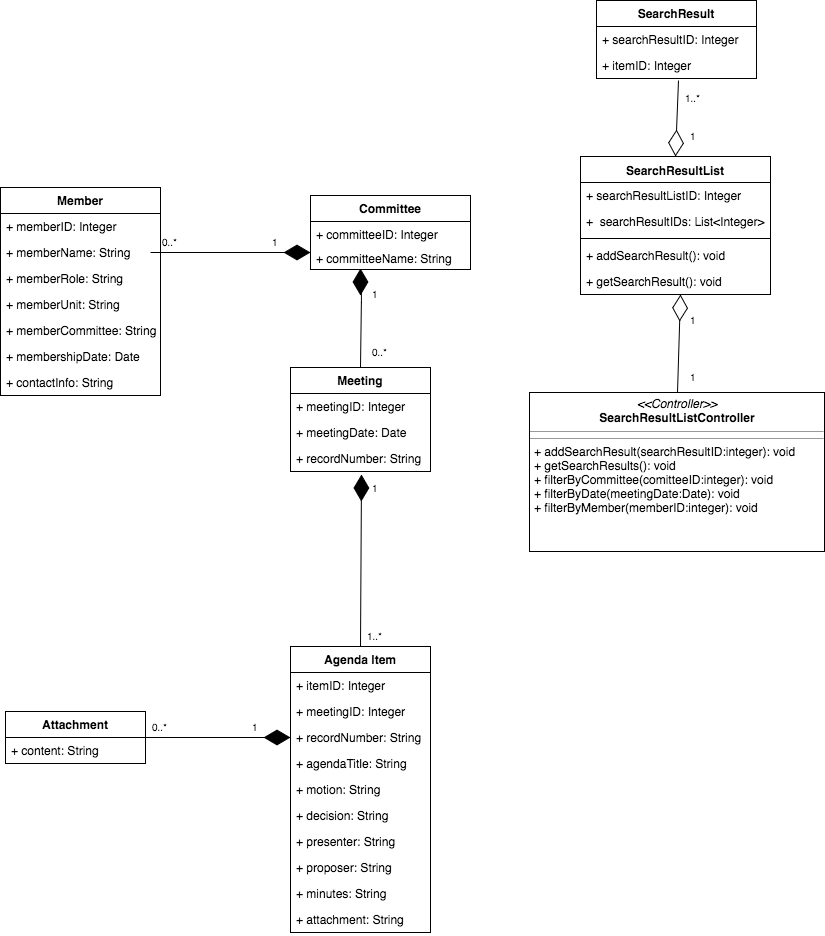 SearchResult
+ searchResultID: Integer
+ itemID: Integer
1..*
1
SearchResultList
+ searchResultListID: Integer
+ searchResultIDs: List<Integer>
+ addSearchResult(): void
+ getSearchResult(): void
1
1
<<Controller>>
SearchResultListController
+ addSearchResult(searchResultID:integer): void
+ getSearchResults(): void
+ filterByCommittee(comitteeID:integer): void
+ filterByDate(meetingDate:Date): void
+ filterByMember(memberID:integer): void
Member
+ memberID: Integer
+ memberName: String
+ memberRole: String
+ memberUnit: String
+ memberCommittee: String
+ membershipDate: Date
+ contactInfo: String
0..*
1
Committee
+ committeeID: Integer
+ committeeName: String
1
0..*
Meeting
+ meetingID: Integer
+ meetingDate: Date
+ recordNumber: String
1
1..*
Agenda Item
+ itemID: Integer
+ meetingID: Integer
+ recordNumber: String
+ agendaTitle: String
+ motion: String
+ decision: String
+ presenter: String
+ proposer: String
+ minutes: String
+ attachment: String
Attachment
+ content: String
0..*
1